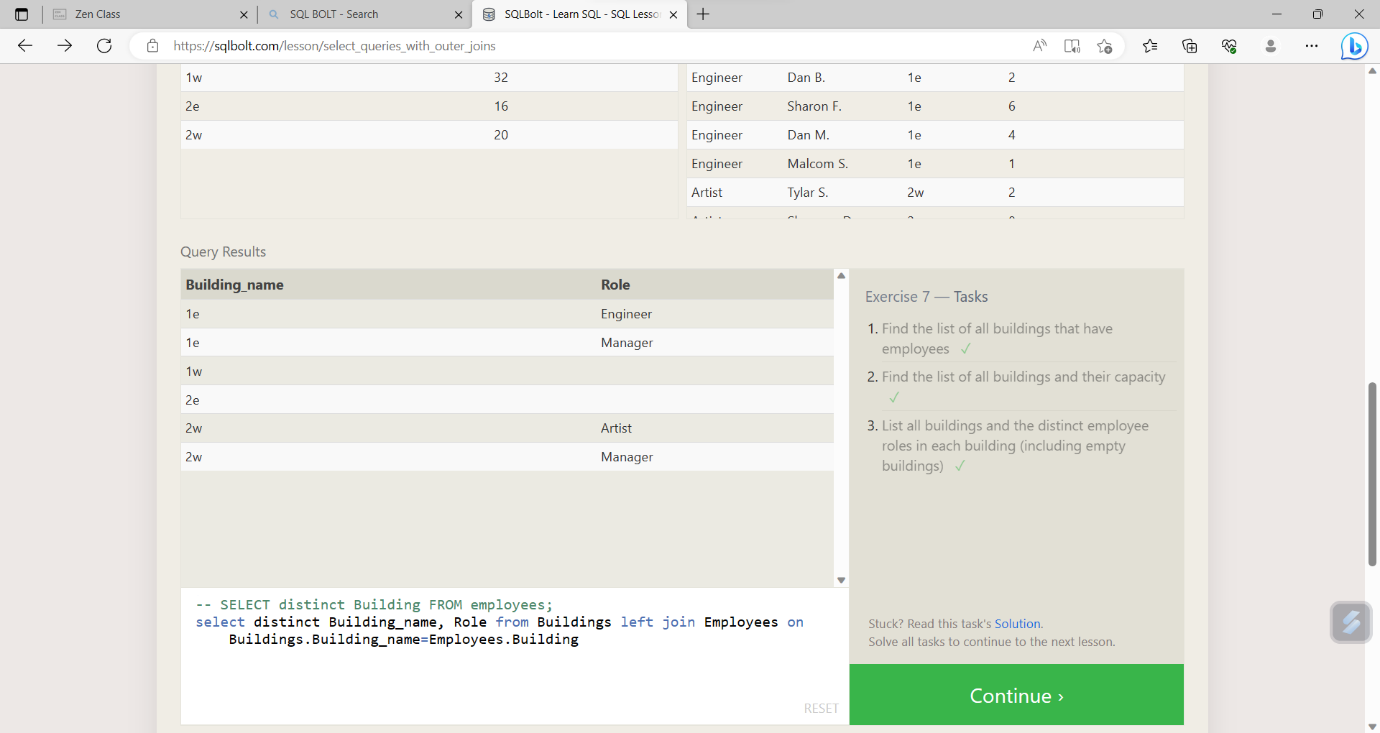 Zen Class
SQL BOLT - Search
SQLBolt - Learn SQL - SQL Lesso
https://sqlbolt.com/lesson/select_queries_with_outer_joins
1w 32
2e 16
2w 20
Engineer Dan B. 1e 2
Engineer Sharon F. 1e 6
Engineer Dan M. 1e 4
Engineer Malcom S. 1e 1
Artist Tylar S. 2w 2
Query Results
Building_name Role
1e Engineer
1e Manager
1w
2e
2w Artist
2w Manager
Exercise 7 — Tasks
1. Find the list of all buildings that have
employees ✓
2. Find the list of all buildings and their capacity
✓
3. List all buildings and the distinct employee
roles in each building (including empty
buildings) ✓
-- SELECT distinct Building FROM employees;
select distinct Building_name, Role from Buildings left join Employees on
Buildings.Building_name=Employees.Building
RESET
Stuck? Read this task's Solution.
Solve all tasks to continue to the next lesson.
Continue ›